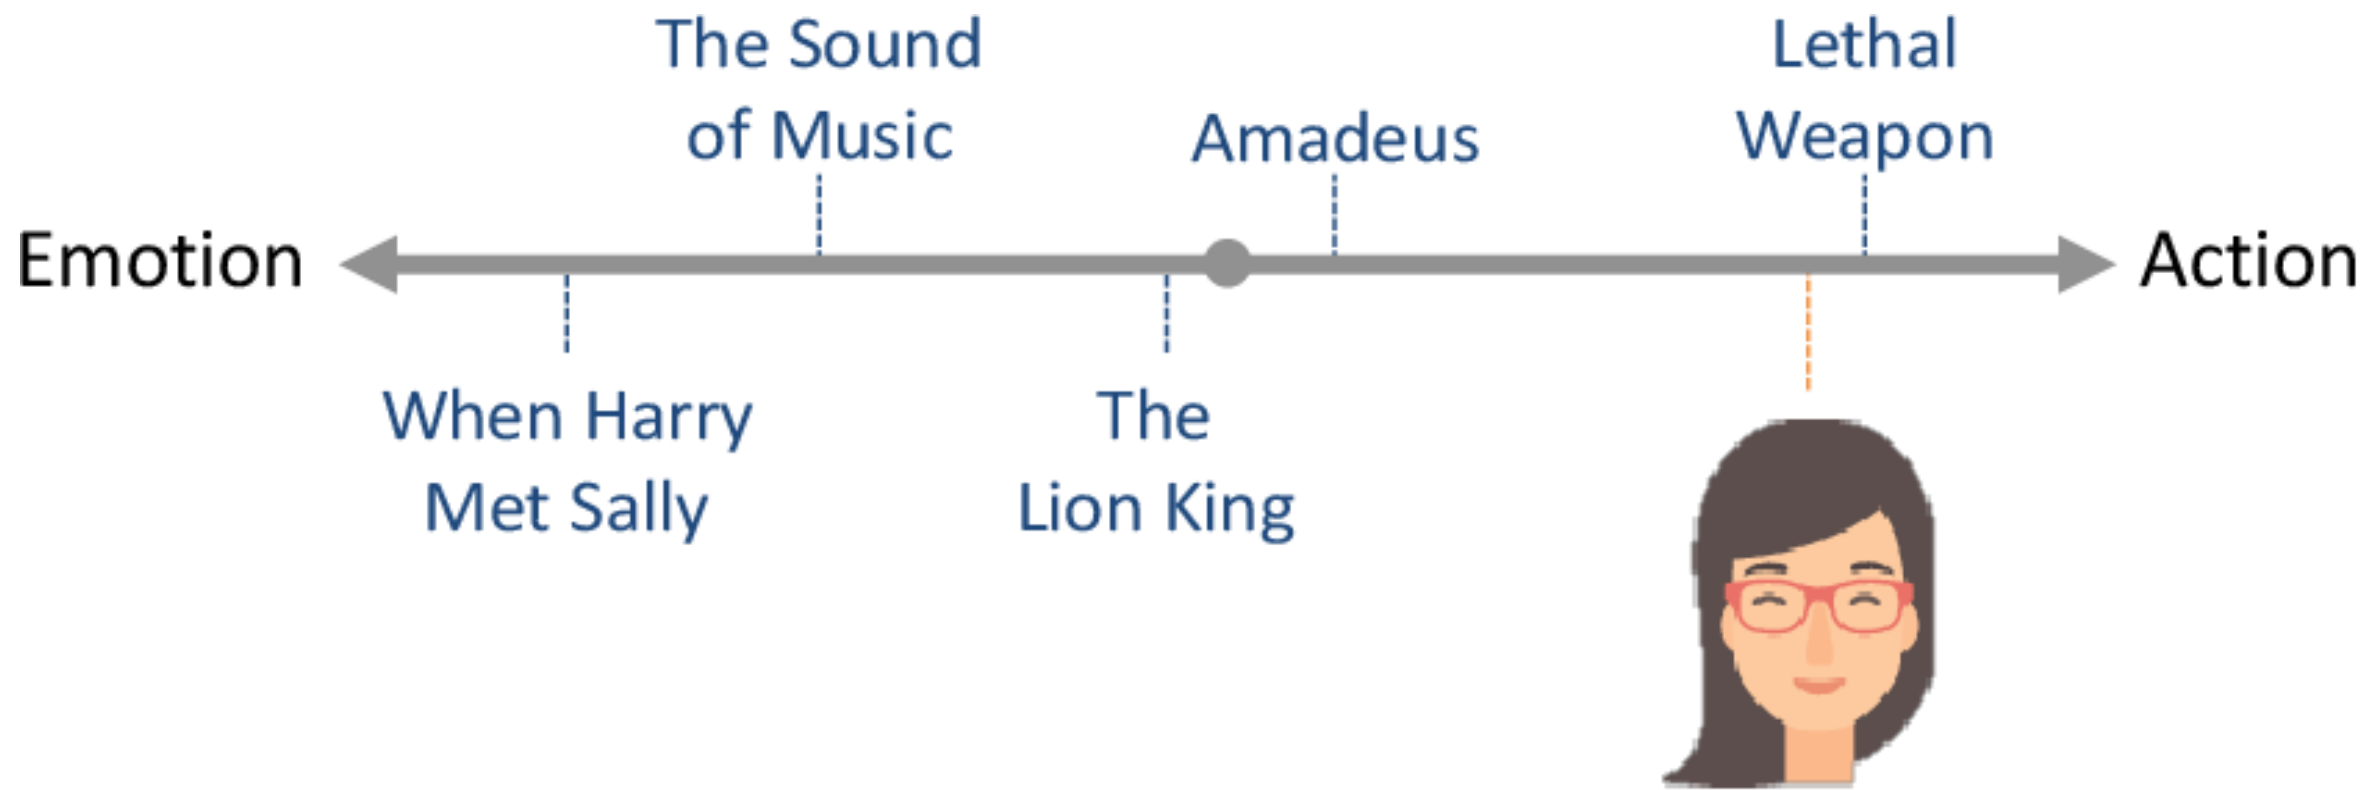 The Sound
of Music
Amadeus
Lethal
Weapon
Emotion
Action
When Harry
Met Sally
The
Lion King